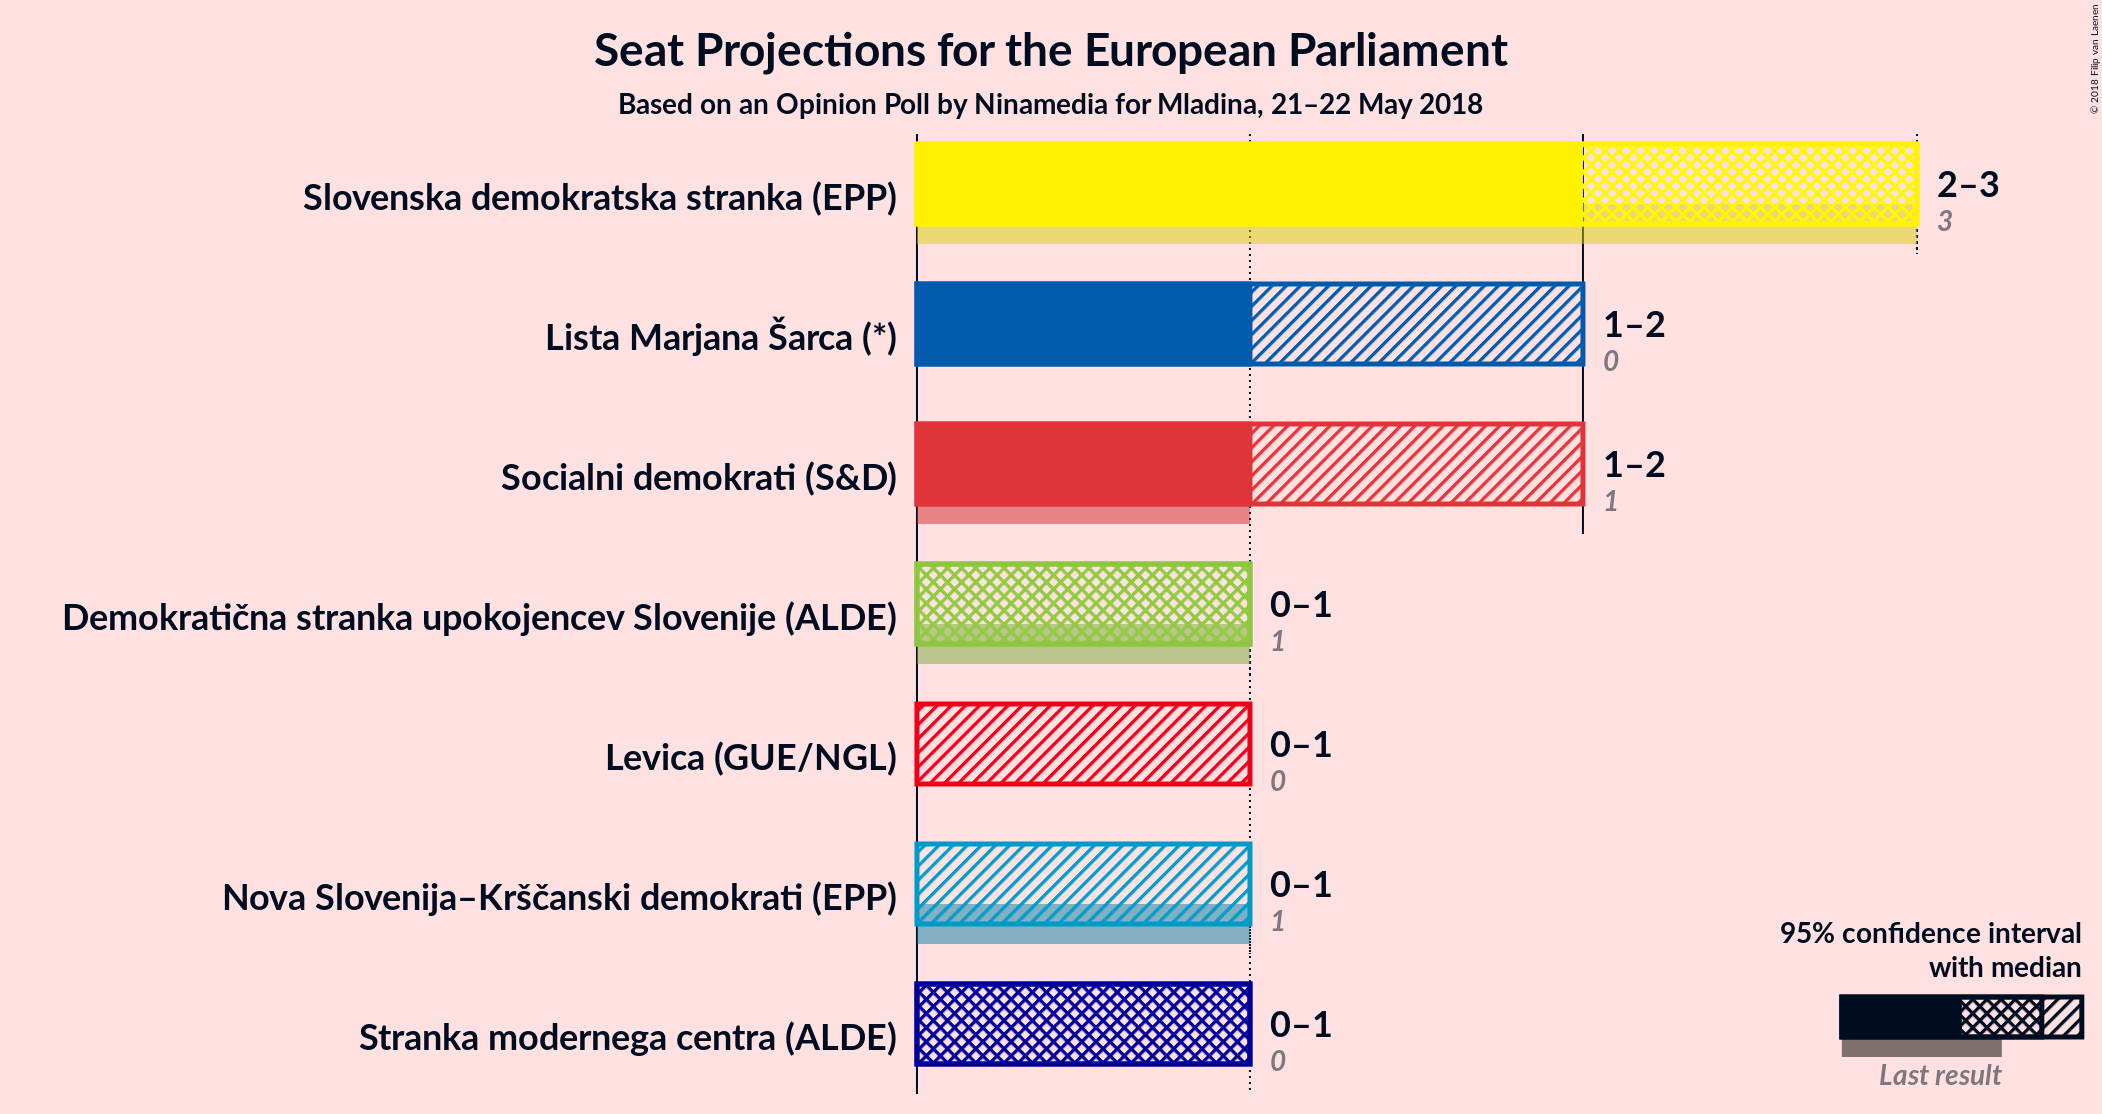 Seat Projections for the European Parliament
Based on an Opinion Poll by Ninamedia for Mladina, 21–22 May 2018
© 2018 Filip van Laenen
Slovenska demokratska stranka (EPP)
2–3
3
Lista Marjana Šarca (*)
1–2
0
Socialni demokrati (S&D)
1–2
1
Demokratična stranka upokojencev Slovenije (ALDE)
0–1
1
Levica (GUE/NGL)
0–1
0
Nova Slovenija–Krščanski demokrati (EPP)
0–1
1
Stranka modernega centra (ALDE)
0–1
0
95% confidence interval
with median
Last result